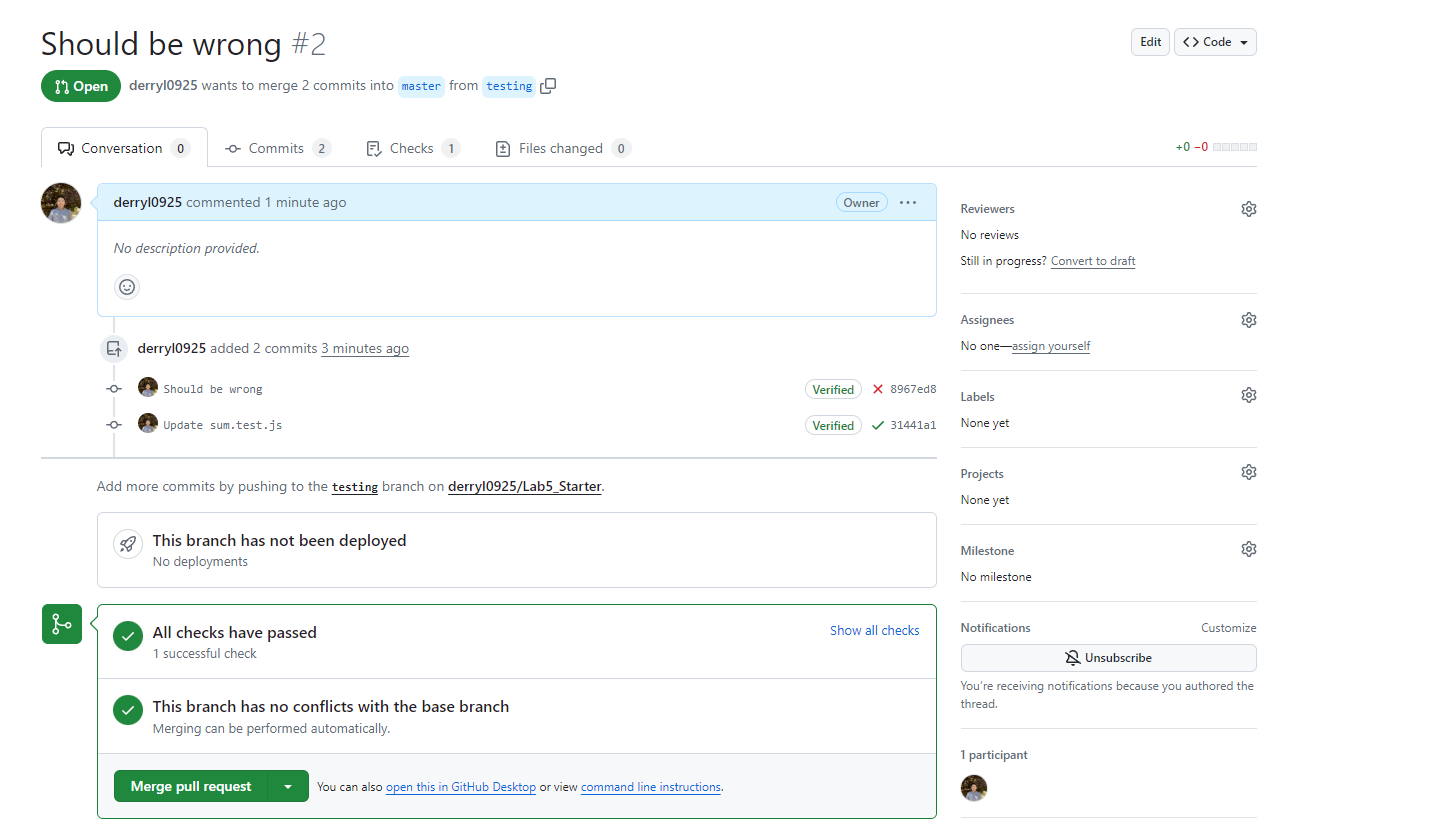 Should be wrong #2
Edit
Code
Open
derryl0925 wants to merge 2 commits into master from testing
Conversation 0
Commits 2
Checks 1
Files changed 0
+0 −0
derryl0925 commented 1 minute ago
Owner
No description provided.
derryl0925 added 2 commits 3 minutes ago
Should be wrong
Verified
8967ed8
Update sum.test.js
Verified
31441a1
Add more commits by pushing to the testing branch on derryl0925/Lab5_Starter.
This branch has not been deployed
No deployments
All checks have passed
1 successful check
Show all checks
This branch has no conflicts with the base branch
Merging can be performed automatically.
Merge pull request
You can also open this in GitHub Desktop or view command line instructions.
Reviewers
No reviews
Still in progress? Convert to draft
Assignees
No one—assign yourself
Labels
None yet
Projects
None yet
Milestone
No milestone
Notifications
Customize
Unsubscribe
You're receiving notifications because you authored the
thread.
1 participant